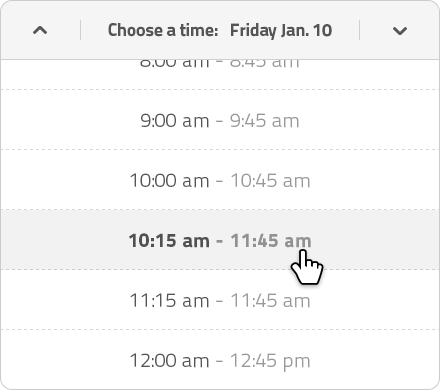 Choose a time: Friday Jan. 10
8:00 am - 8:45 am
9:00 am - 9:45 am
10:00 am - 10:45 am
10:15 am - 11:45 am
11:15 am - 11:45 am
12:00 am - 12:45 pm